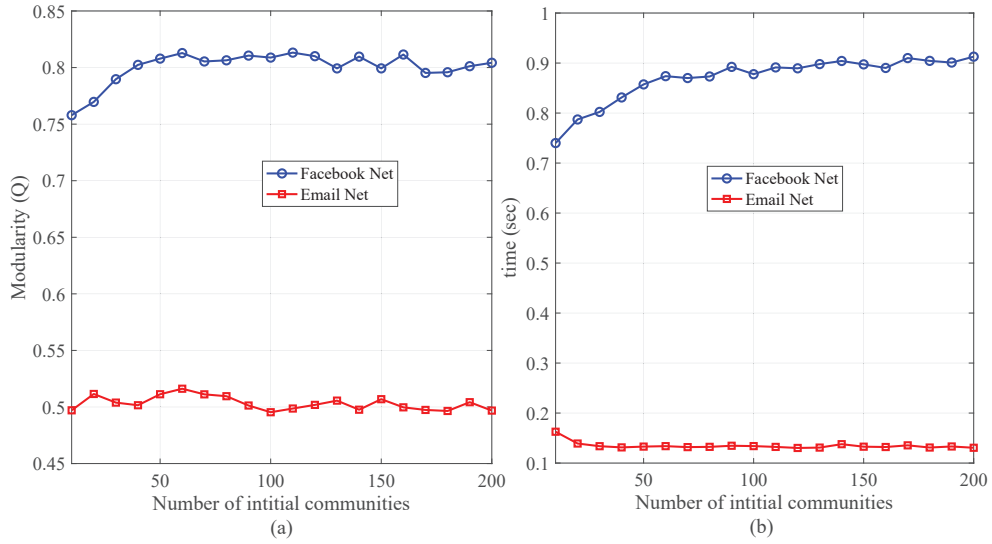 0.85
0.8
0.75
0.7
0.65
0.6
0.55
0.5
0.45
Modularity (Q)
Facebook Net
Email Net
50
100
150
200
Number of intitial communities
(a)
1
0.9
0.8
0.7
0.6
0.5
0.4
0.3
0.2
0.1
time (sec)
Facebook Net
Email Net
50
100
150
200
Number of intitial communities
(b)